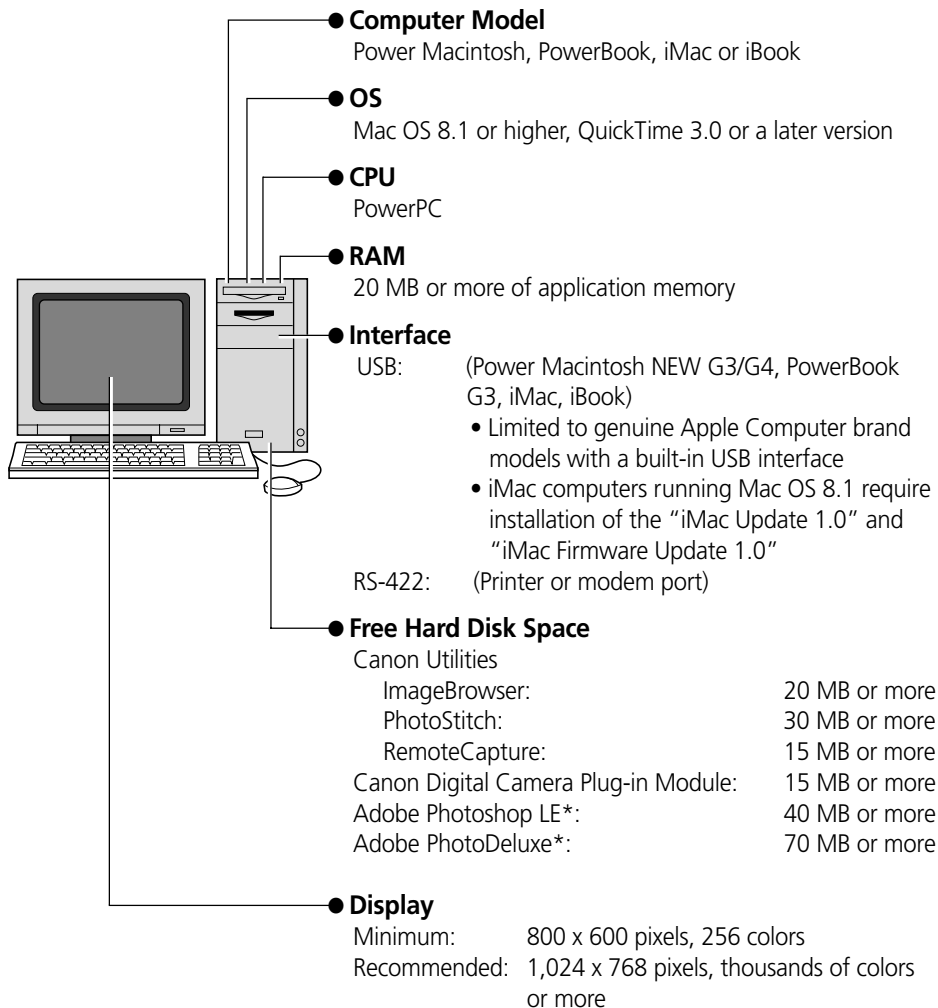 ● Computer Model
Power Macintosh, PowerBook, iMac or iBook
● OS
Mac OS 8.1 or higher, QuickTime 3.0 or a later version
● CPU
PowerPC
● RAM
20 MB or more of application memory
● Interface
USB: (Power Macintosh NEW G3/G4, PowerBook
G3, iMac, iBook)
• Limited to genuine Apple Computer brand
models with a built-in USB interface
• iMac computers running Mac OS 8.1 require
installation of the “iMac Update 1.0” and
“iMac Firmware Update 1.0”
RS-422: (Printer or modem port)
● Free Hard Disk Space
Canon Utilities
ImageBrowser: 20 MB or more
PhotoStitch: 30 MB or more
RemoteCapture: 15 MB or more
Canon Digital Camera Plug-in Module: 15 MB or more
Adobe Photoshop LE*: 40 MB or more
Adobe PhotoDeluxe*: 70 MB or more
● Display
Minimum: 800 x 600 pixels, 256 colors
Recommended: 1,024 x 768 pixels, thousands of colors
or more